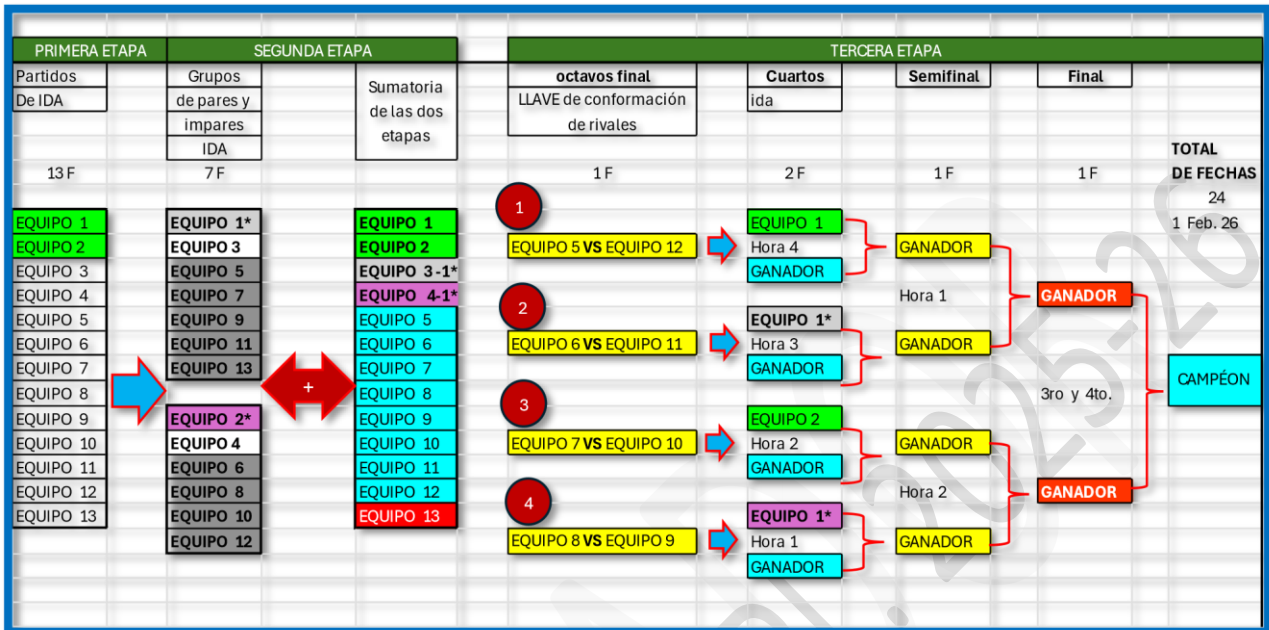 PRIMERA ETAPA SEGUNDA ETAPA TERCERA ETAPA
Partidos Grupos Sumatoria octavos final Cuartos Semifinal Final
De IDA de pares y de las dos LLAVE de conformación ida
impares etapas de rivales
IDA TOTAL
13 F 7 F 1 F 2 F 1 F 1 F DE FECHAS
1 24
EQUIPO 1 EQUIPO 1* EQUIPO 1 EQUIPO 1 1 Feb. 26
EQUIPO 2 EQUIPO 3 EQUIPO 2 EQUIPO 5 VS EQUIPO 12 Hora 4 GANADOR
EQUIPO 3 EQUIPO 5 EQUIPO 3-1* GANADOR
EQUIPO 4 EQUIPO 7 EQUIPO 4-1* 2 Hora 1 GANADOR
EQUIPO 5 EQUIPO 9 EQUIPO 5 EQUIPO 1*
EQUIPO 6 EQUIPO 11 EQUIPO 6 EQUIPO 6 VS EQUIPO 11 Hora 3 GANADOR
EQUIPO 7 EQUIPO 13 EQUIPO 7 GANADOR
EQUIPO 8 + EQUIPO 8 3 3ro y 4to. CAMPÉON
EQUIPO 9 EQUIPO 2* EQUIPO 9 EQUIPO 2
EQUIPO 10 EQUIPO 4 EQUIPO 10 EQUIPO 7 VS EQUIPO 10 Hora 2 GANADOR
EQUIPO 11 EQUIPO 6 EQUIPO 11 GANADOR
EQUIPO 12 EQUIPO 8 EQUIPO 12 4 Hora 2 GANADOR
EQUIPO 13 EQUIPO 10 EQUIPO 13 EQUIPO 1*
EQUIPO 12 EQUIPO 8 VS EQUIPO 9 Hora 1 GANADOR
GANADOR
2025-26